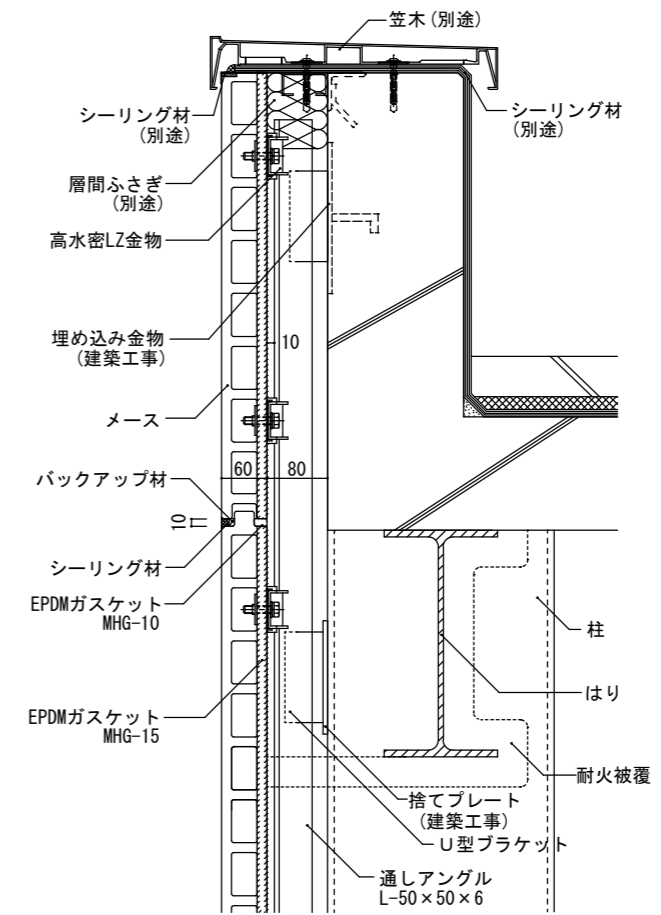 笠木(別途)
シーリング材
(別途)
シーリング材
(別途)
層間ふさぎ
(別途)
高水密LZ金物
埋め込み金物
(建築工事)
10
メース
60
80
バックアップ材
10
シーリング材
EPDMガスケット
MHG-10
柱
はり
EPDMガスケット
MHG-15
耐火被覆
捨てプレート
(建築工事)
U型ブラケット
通しアングル
L-50×50×6